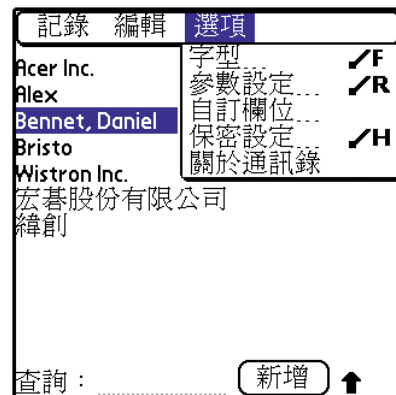 記錄 編輯 選項
字型... ✓F
參數設定... ✓R
自訂欄位...
保密設定... ✓H
關於通訊錄
Acer Inc.
Alex
Bennet, Daniel
Bristo
Wistron Inc.
宏碁股份有限公司
緯創
查詢： 新增